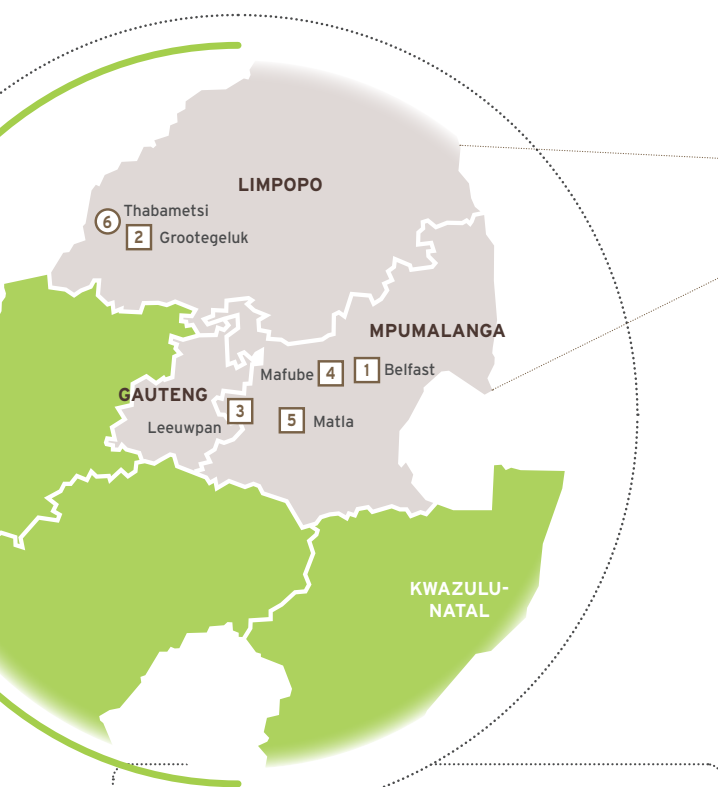 LIMPOPO
6 Thabametsi
2 Grootegeluk
MPUMALANGA
Mafube 4 1 Belfast
GAUTENG
3
Leeuwpan
5 Matla
KWAZULU-
NATAL